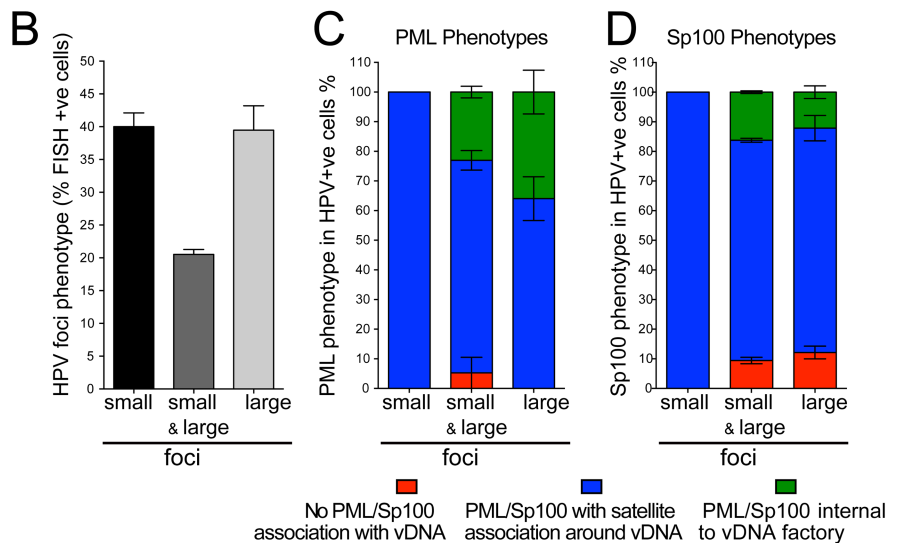 B
HPV foci phenotype (% FISH +ve cells)
50
45
40
35
30
25
20
15
10
5
0
small
small
& large
large
foci
C
PML Phenotypes
PML phenotype in HPV+ve cells %
110
100
90
80
70
60
50
40
30
20
10
0
small
small
& large
large
foci
D
Sp100 Phenotypes
Sp100 phenotype in HPV+ve cells %
110
100
90
80
70
60
50
40
30
20
10
0
small
small
& large
large
foci
No PML/Sp100
association with vDNA
PML/Sp100 with satellite
association around vDNA
PML/Sp100 internal
to vDNA factory